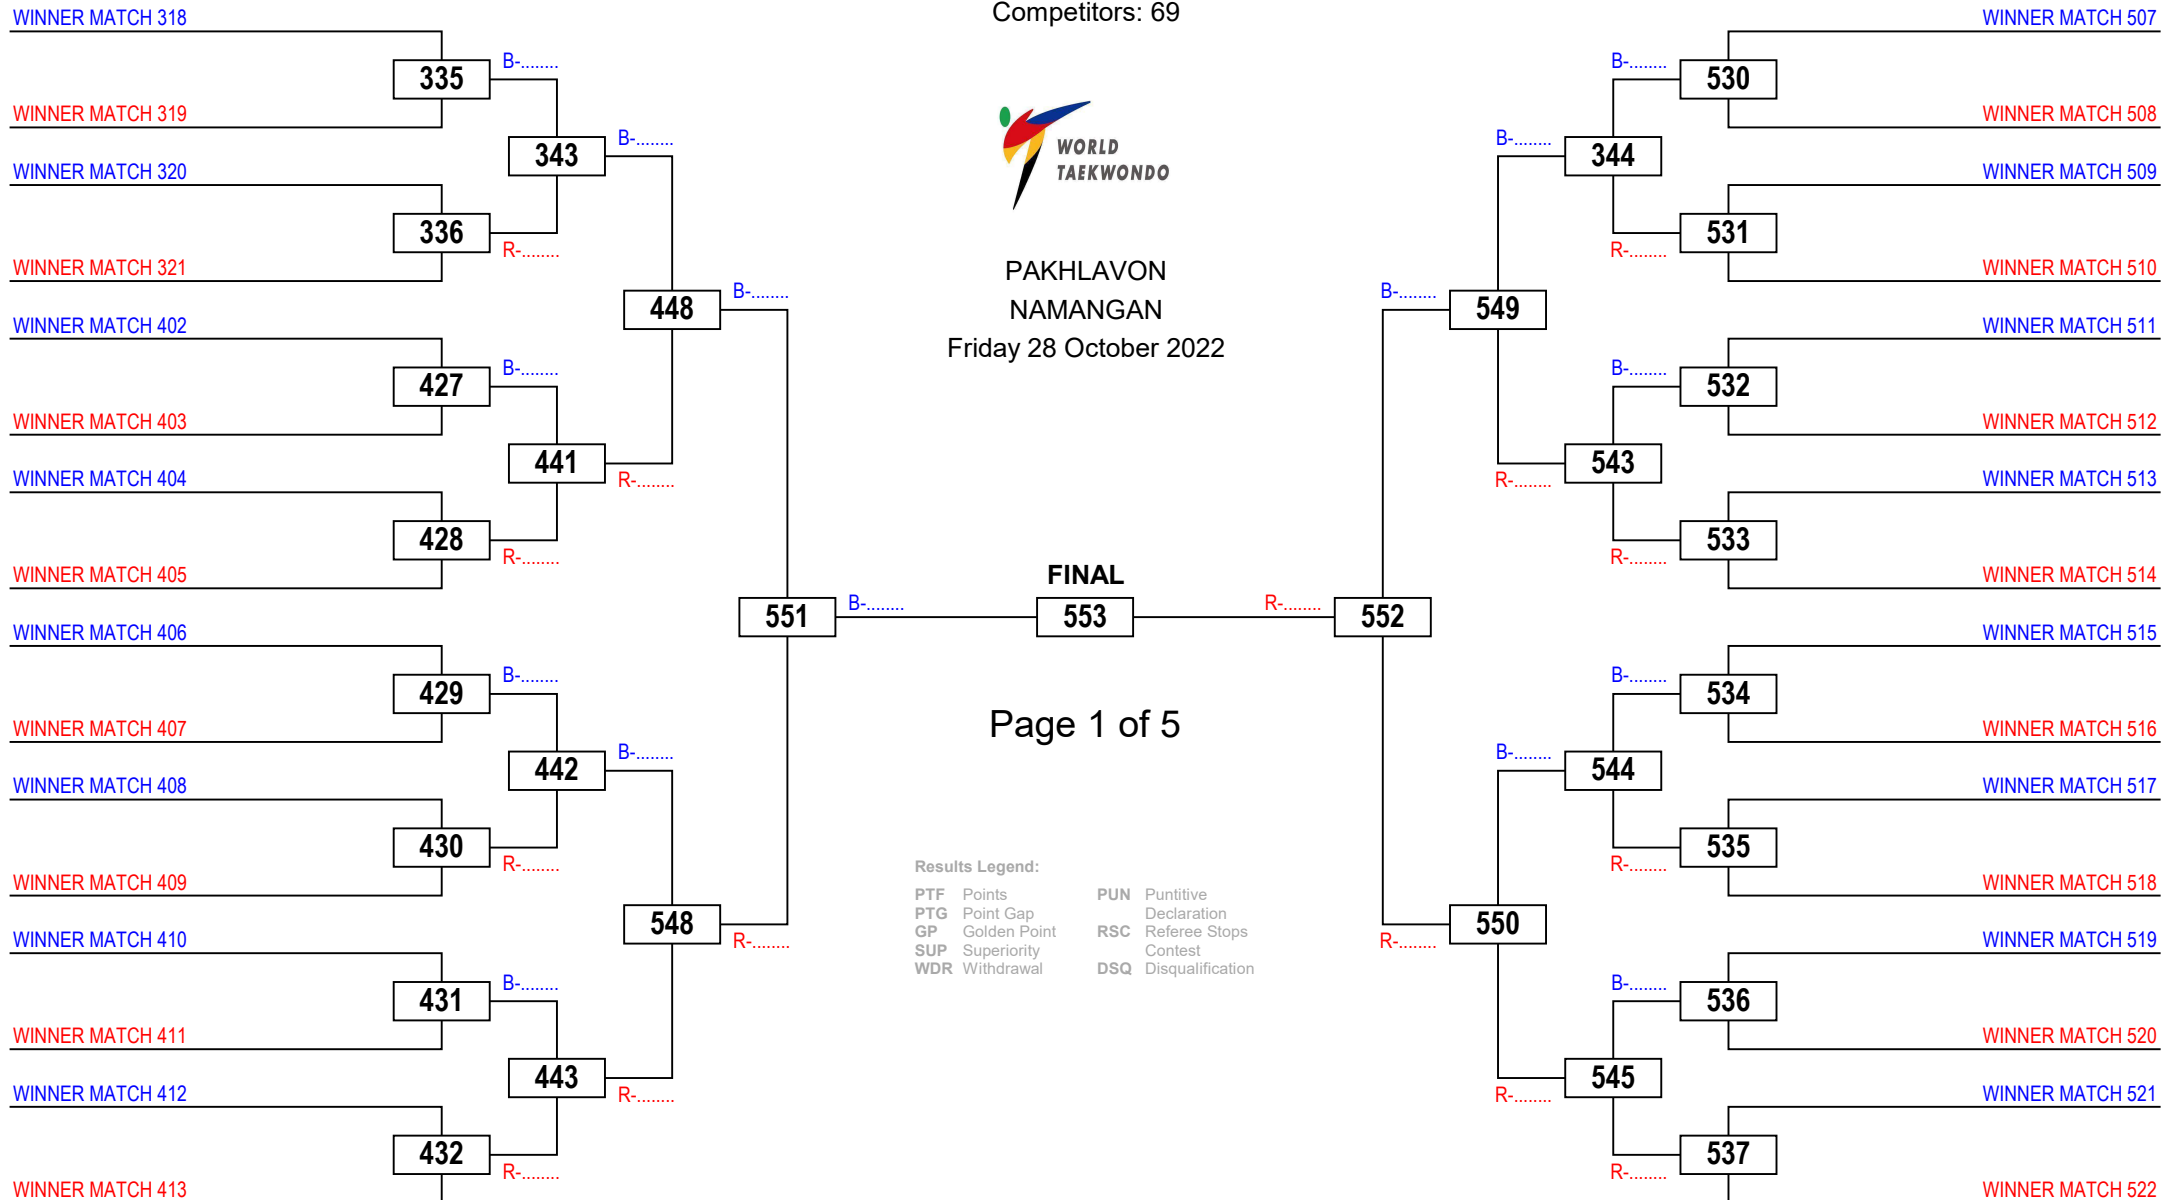 Competitors: 69
WORLD
TAEKWONDO
PAKHLAVON
NAMANGAN
Friday 28 October 2022
WINNER MATCH 318
335
B-........
WINNER MATCH 319
343
B-........
WINNER MATCH 320
336
R-........
WINNER MATCH 321
448
B-........
WINNER MATCH 402
427
B-........
WINNER MATCH 403
441
R-........
WINNER MATCH 404
428
R-........
WINNER MATCH 405
551
B-........
WINNER MATCH 406
429
B-........
WINNER MATCH 407
442
B-........
WINNER MATCH 408
430
R-........
WINNER MATCH 409
548
R-........
WINNER MATCH 410
431
B-........
WINNER MATCH 411
443
R-........
WINNER MATCH 412
432
R-........
WINNER MATCH 413
FINAL
553
Page 1 of 5
Results Legend:
PTF Points
PTG Point Gap
GP Golden Point
SUP Superiority
WDR Withdrawal
PUN Puntitive
Declaration
RSC Referee Stops
Contest
DSQ Disqualification
WINNER MATCH 507
B-........
530
WINNER MATCH 508
B-........
344
WINNER MATCH 509
531
R-........
WINNER MATCH 510
B-........
549
WINNER MATCH 511
B-........
532
WINNER MATCH 512
543
R-........
WINNER MATCH 513
533
R-........
WINNER MATCH 514
R-........
552
WINNER MATCH 515
B-........
534
WINNER MATCH 516
B-........
544
WINNER MATCH 517
535
R-........
WINNER MATCH 518
550
R-........
WINNER MATCH 519
B-........
536
WINNER MATCH 520
545
R-........
WINNER MATCH 521
537
R-........
WINNER MATCH 522